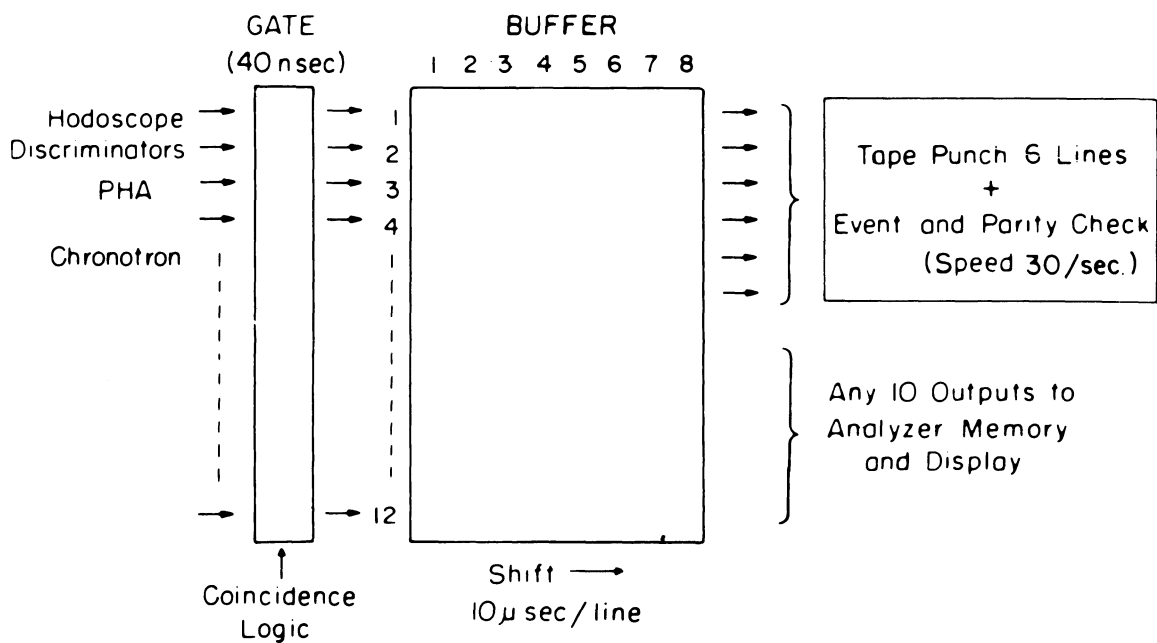 GATE
(40 nsec)
BUFFER
1 2 3 4 5 6 7 8
Hodoscope
Discriminators
PHA
Chronotron
1
2
3
4
12
Tape Punch 6 Lines
+
Event and Parity Check
(Speed 30/sec.)
Any 10 Outputs to
Analyzer Memory
and Display
Coincidence
Logic
Shift
10μsec/line